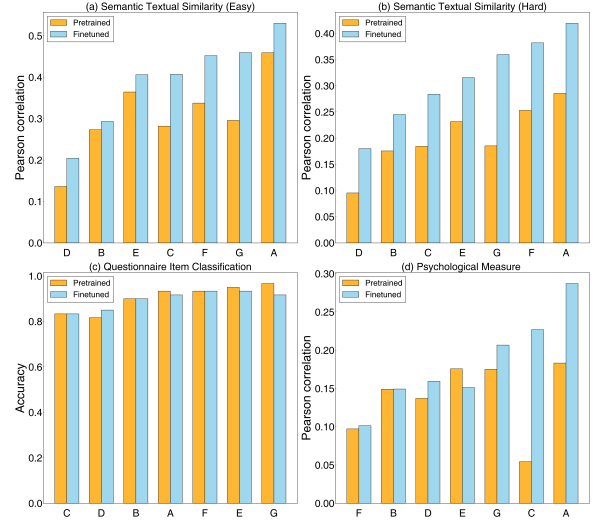 (a) Semantic Textual Similarity (Easy)
Pretrained
Finetuned
Pearson correlation
0.5
0.4
0.3
0.2
0.1
0.0
D B E C F G A
(b) Semantic Textual Similarity (Hard)
Pretrained
Finetuned
Pearson correlation
0.40
0.35
0.30
0.25
0.20
0.15
0.10
0.05
0.00
D B C E G F A
(c) Questionnaire Item Classification
Pretrained
Finetuned
Accuracy
1.0
0.8
0.6
0.4
0.2
0.0
C D B A F E G
(d) Psychological Measure
Pretrained
Finetuned
Pearson correlation
0.30
0.25
0.20
0.15
0.10
0.05
0.00
F B D E G C A